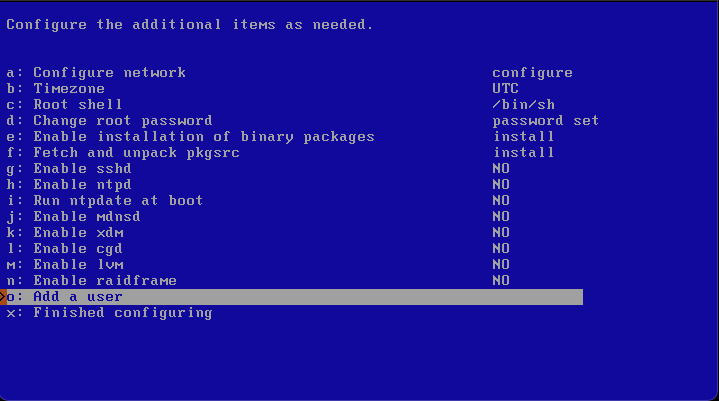 Configure the additional items as needed.
a: Configure network configure
b: Timezone UTC
c: Root shell /bin/sh
d: Change root password password set
e: Enable installation of binary packages install
f: Fetch and unpack pkgsrc install
g: Enable sshd NO
h: Enable ntpd NO
i: Run ntpdate at boot NO
j: Enable mdnsd NO
k: Enable xdm NO
l: Enable cgd NO
m: Enable lvm NO
n: Enable raidframe NO
>o: Add a user
x: Finished configuring